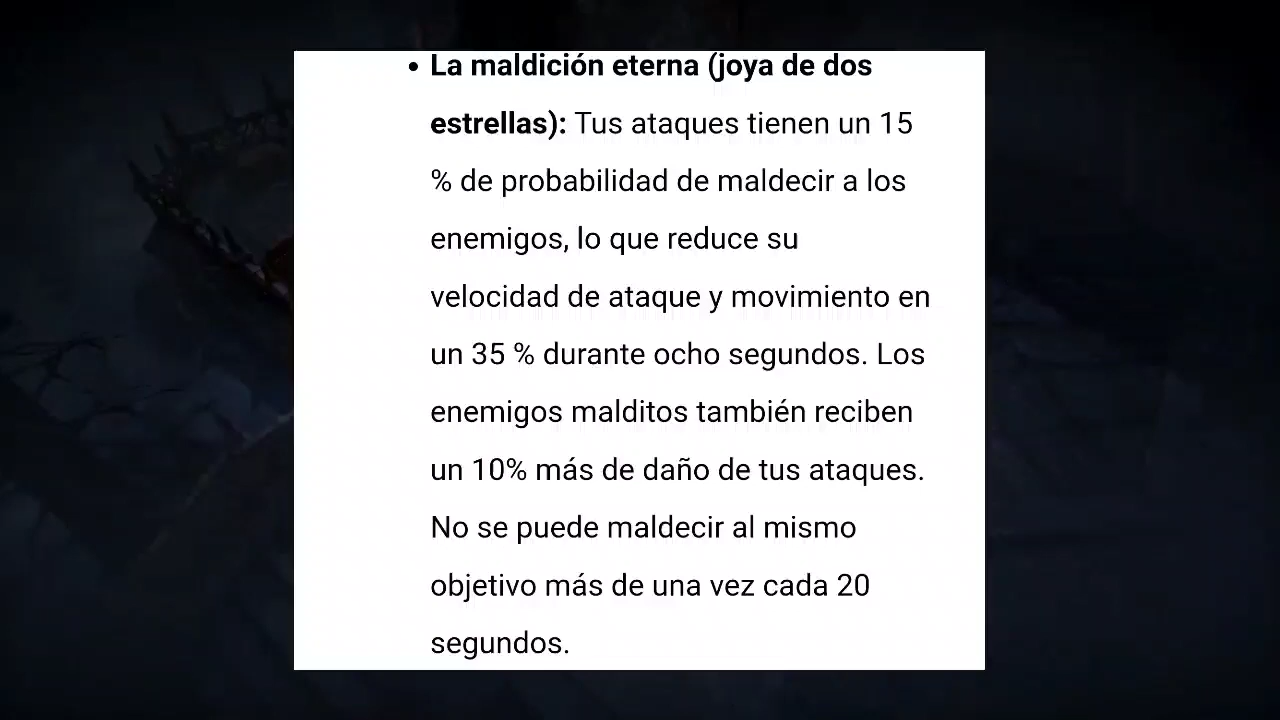 • La maldición eterna (joya de dos
estrellas): Tus ataques tienen un 15
% de probabilidad de maldecir a los
enemigos, lo que reduce su
velocidad de ataque y movimiento en
un 35 % durante ocho segundos. Los
enemigos malditos también reciben
un 10% más de daño de tus ataques.
No se puede maldecir al mismo
objetivo más de una vez cada 20
segundos.